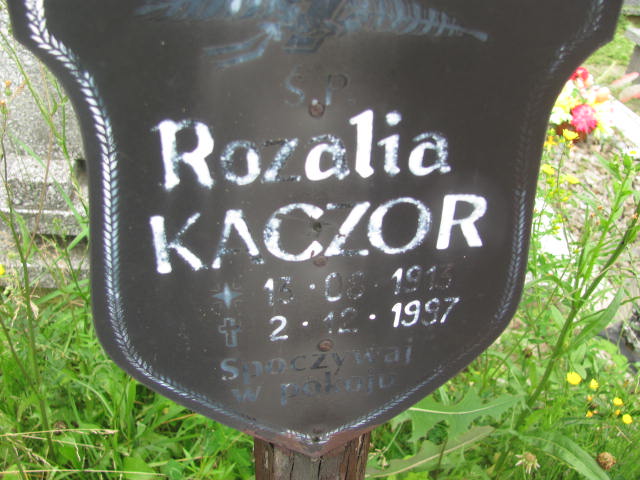 Ś.P.
Rozalia
KACZOR
13·08·1913
2·12·1997
Spoczywaj
w pokoju